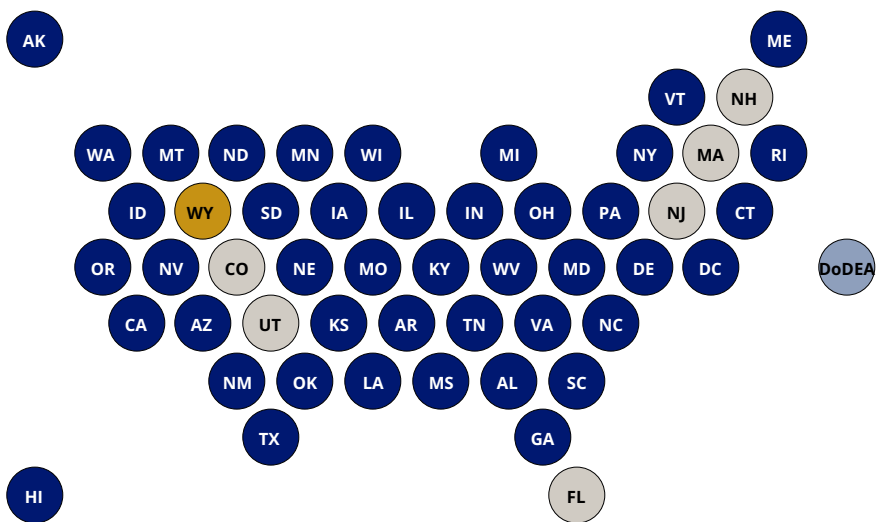 AK ME
VT NH
WA MT ND MN WI MI NY MA RI
ID WY SD IA IL IN OH PA NJ CT
OR NV CO NE MO KY WV MD DE DC DoDEA
CA AZ UT KS AR TN VA NC
NM OK LA MS AL SC
TX GA
HI FL